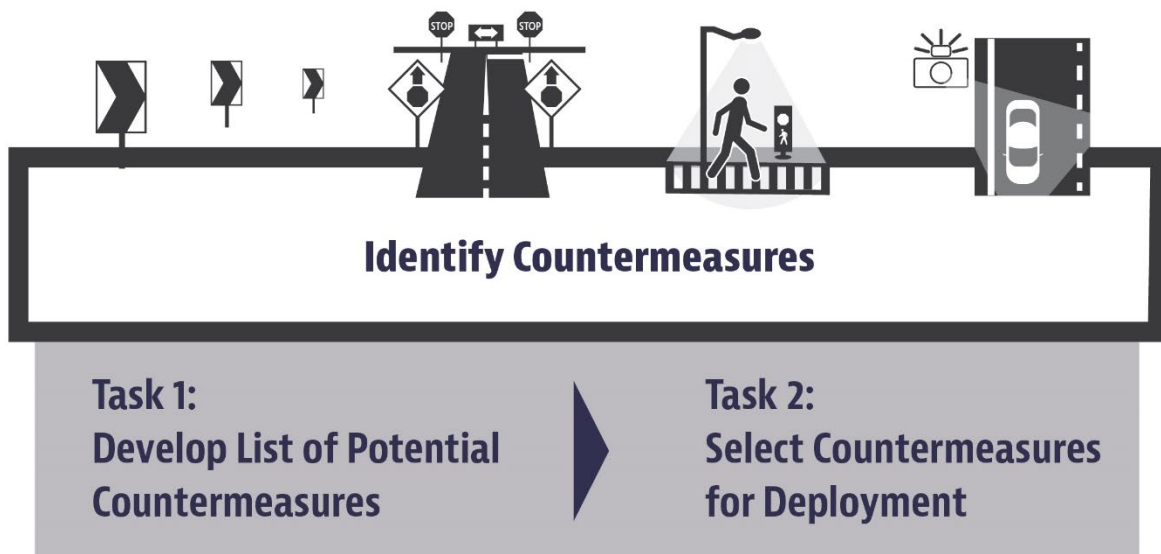 STOP
STOP
Identify Countermeasures
Task 1:
Develop List of Potential
Countermeasures
Task 2:
Select Countermeasures
for Deployment